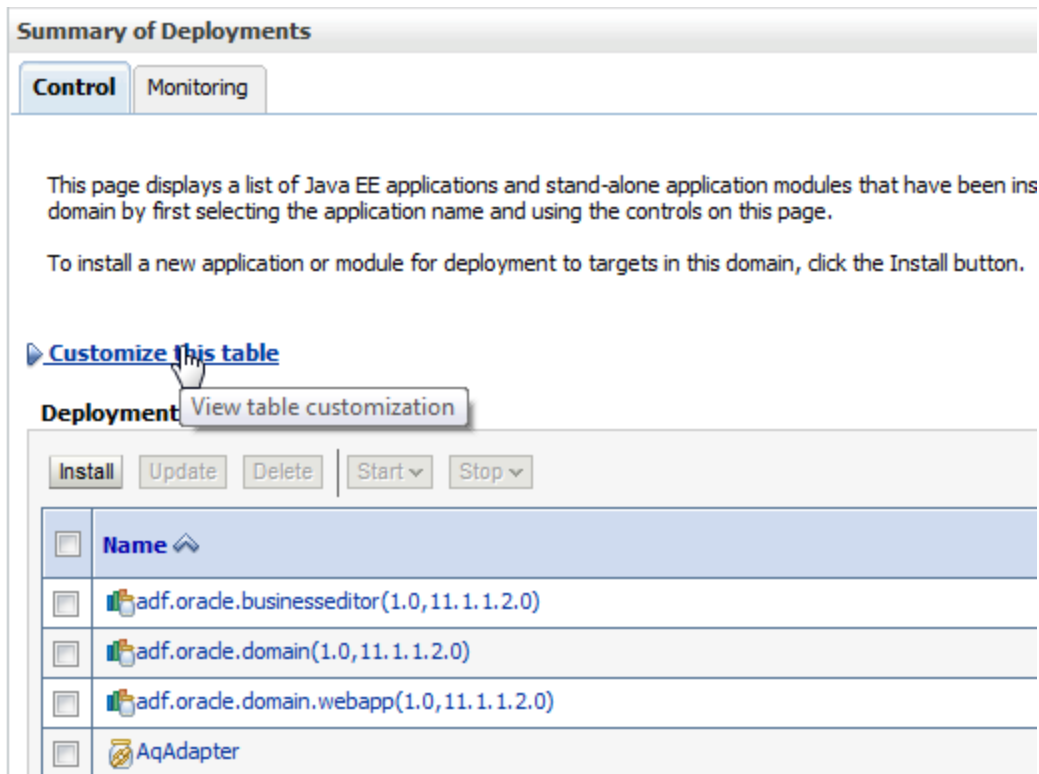 Summary of Deployments
Control
Monitoring
This page displays a list of Java EE applications and stand-alone application modules that have been ins
domain by first selecting the application name and using the controls on this page.
To install a new application or module for deployment to targets in this domain, click the Install button.
Customize this table
View table customization
Deployment
Install Update Delete Start Stop
Name
adf.oracle.businesseditor(1.0,11.1.1.2.0)
adf.oracle.domain(1.0,11.1.1.2.0)
adf.oracle.domain.webapp(1.0,11.1.1.2.0)
AqAdapter